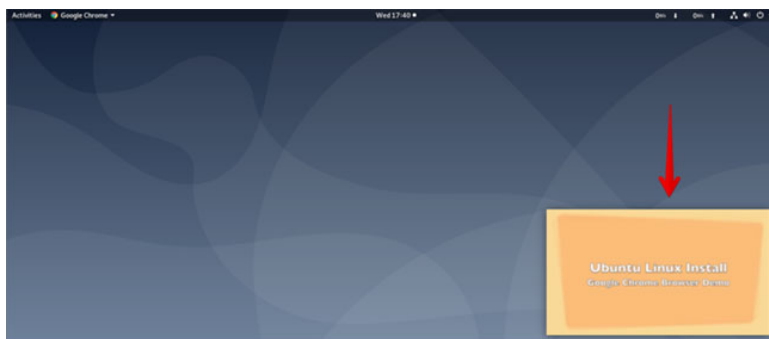 Activities Google Chrome Wed 17:40
Ubuntu Linux Install
Google Chrome Browser Demo